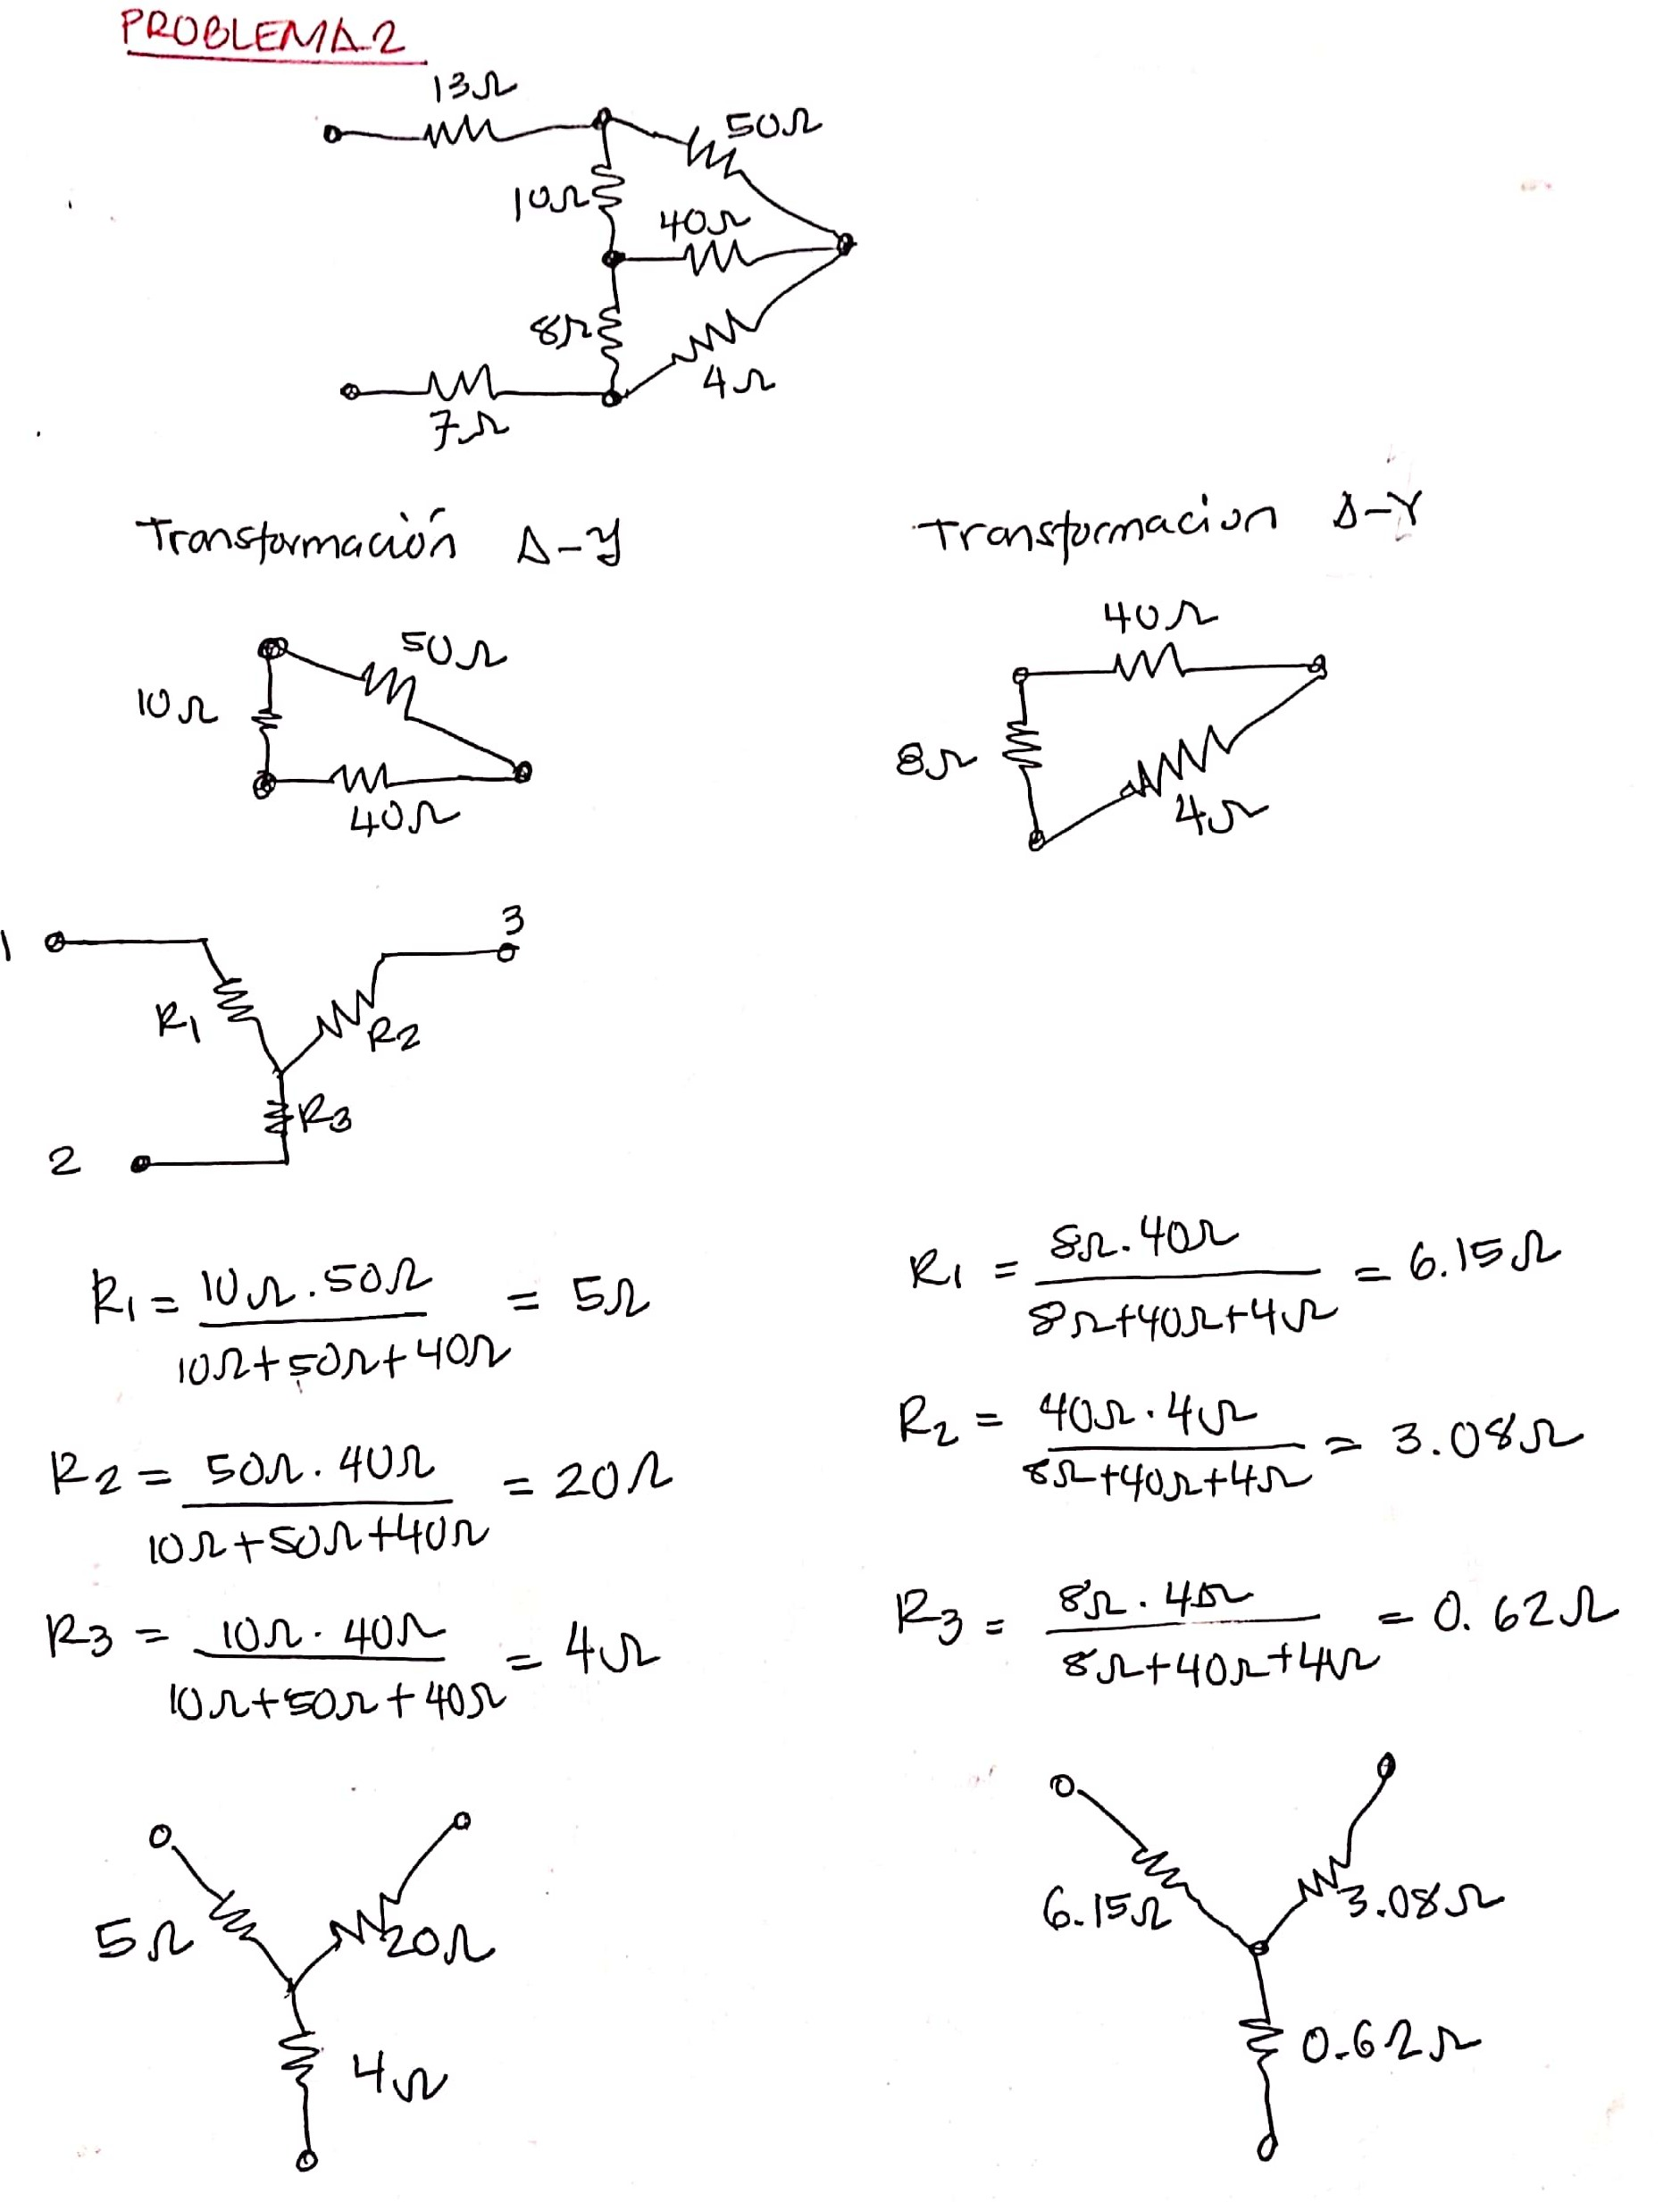 PROBLEMA 2
13Ω
50Ω
10Ω
40Ω
8Ω
4Ω
7Ω
Transformación Δ-Y
10Ω
50Ω
40Ω
1
3
R1
R2
R3
2
R1 = 10Ω.50Ω / 10Ω+50Ω+40Ω = 5Ω
R2 = 50Ω.40Ω / 10Ω+50Ω+40Ω = 20Ω
R3 = 10Ω.40Ω / 10Ω+50Ω+40Ω = 4Ω
5Ω
20Ω
4Ω
Transformacion Δ-Y
40Ω
8Ω
4Ω
R1 = 8Ω.40Ω / 8Ω+40Ω+4Ω = 6.15Ω
R2 = 40Ω.4Ω / 8Ω+40Ω+4Ω = 3.08Ω
R3 = 8Ω.4Ω / 8Ω+40Ω+4Ω = 0.62Ω
6.15Ω
3.08Ω
0.62Ω